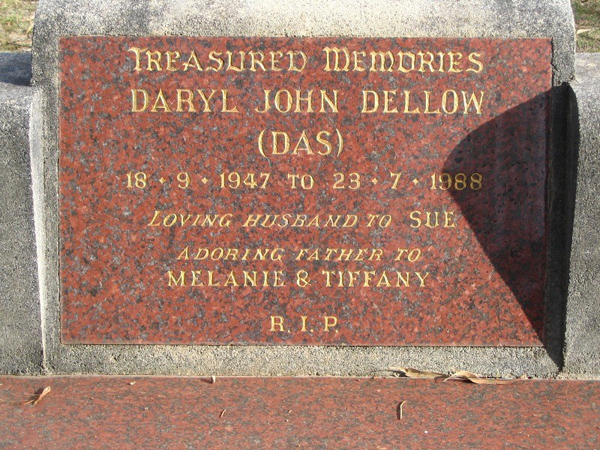 TREASURED MEMORIES
DARYL JOHN DELLOW
(DAS)
18 • 9 • 1947 TO 23 • 7 • 1988
LOVING HUSBAND TO SUE
ADORING FATHER TO
MELANIE & TIFFANY
R.I.P.